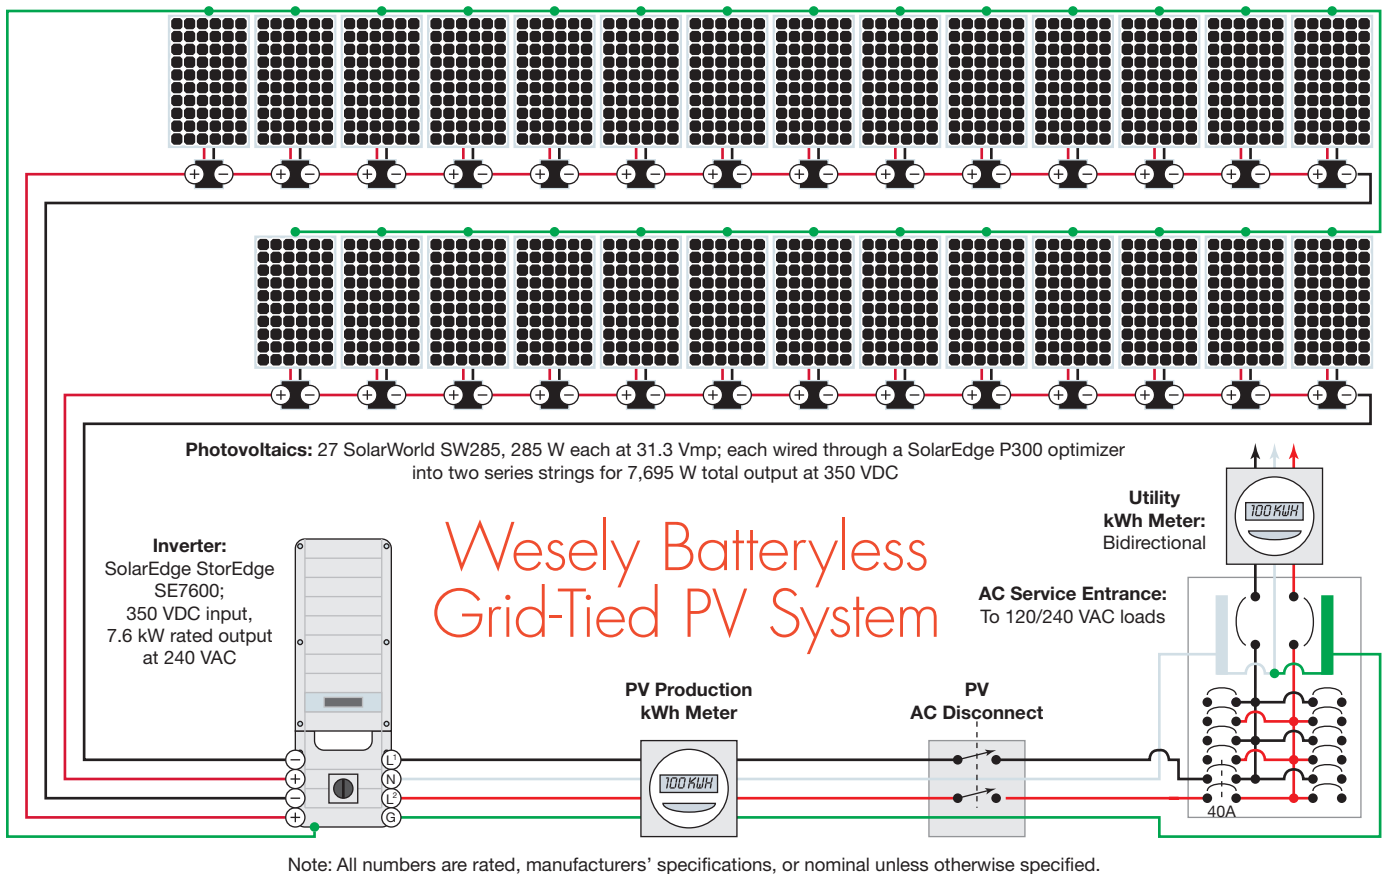 Photovoltaics: 27 SolarWorld SW285, 285 W each at 31.3 Vmp; each wired through a SolarEdge P300 optimizer
into two series strings for 7,695 W total output at 350 VDC
Wesely Batteryless
Grid-Tied PV System
Inverter:
SolarEdge StorEdge
SE7600;
350 VDC input,
7.6 kW rated output
at 240 VAC
Utility
kWh Meter:
Bidirectional
100 KWH
AC Service Entrance:
To 120/240 VAC loads
PV Production
kWh Meter
100 KWH
PV
AC Disconnect
L1
N
L2
G
40A
Note: All numbers are rated, manufacturers’ specifications, or nominal unless otherwise specified.